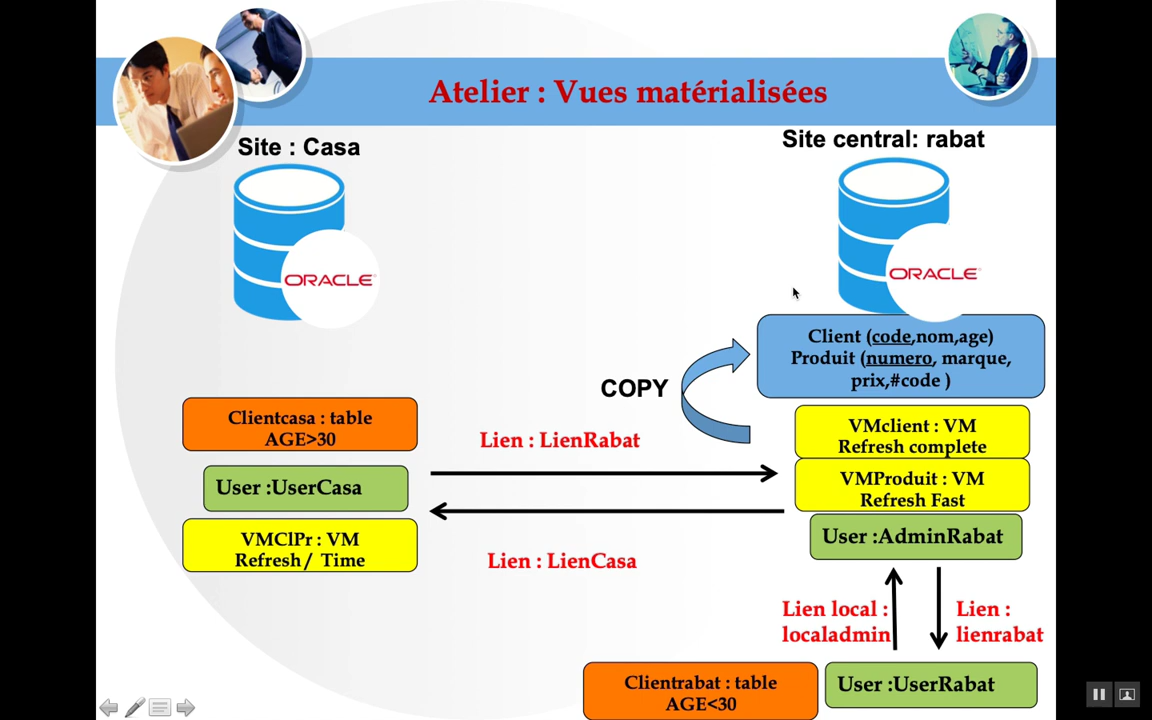 Atelier : Vues matérialisées
Site : Casa
Site central: rabat
ORACLE
ORACLE
Client (code,nom,age)
Produit (numero, marque,
prix,#code )
COPY
Clientcasa : table
AGE>30
Lien : LienRabat
VMclient : VM
Refresh complete
User :UserCasa
VMProduit : VM
Refresh Fast
VMClPr : VM
Refresh / Time
User :AdminRabat
Lien : LienCasa
Lien local :
localadmin
Lien :
lienrabat
Clientrabat : table
AGE<30
User :UserRabat